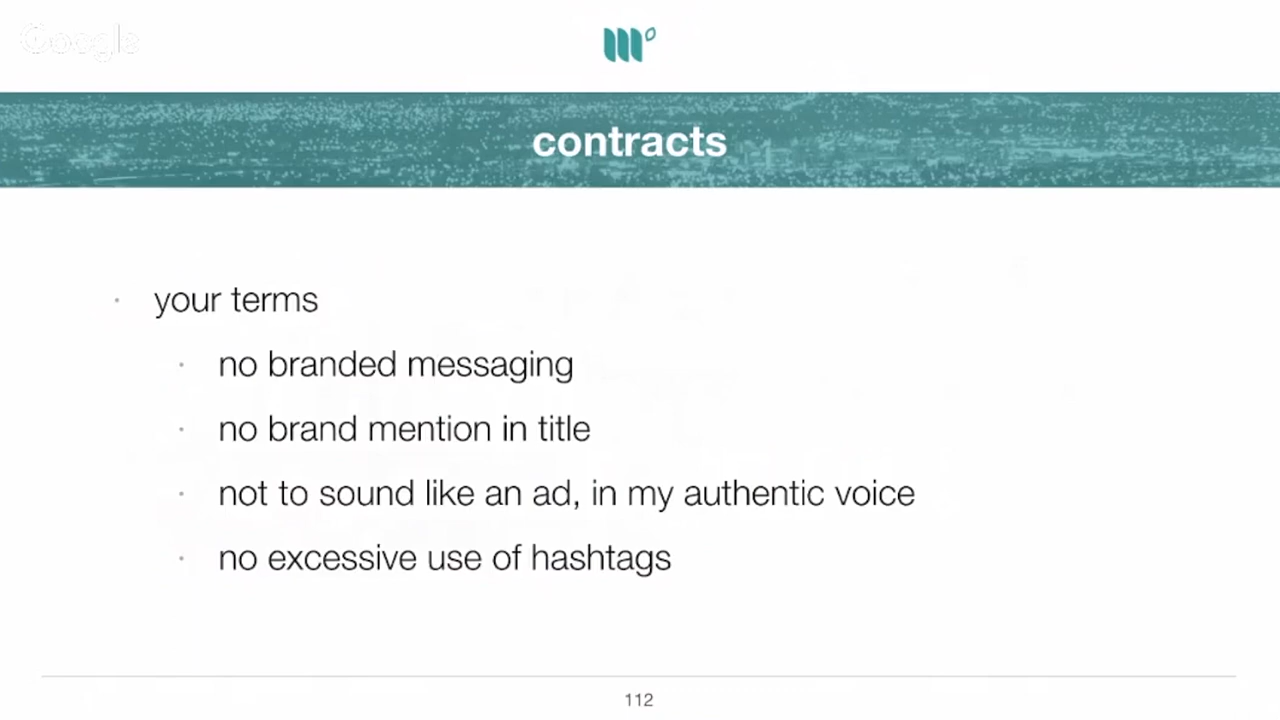 Google
contracts
your terms
no branded messaging
no brand mention in title
not to sound like an ad, in my authentic voice
no excessive use of hashtags
112